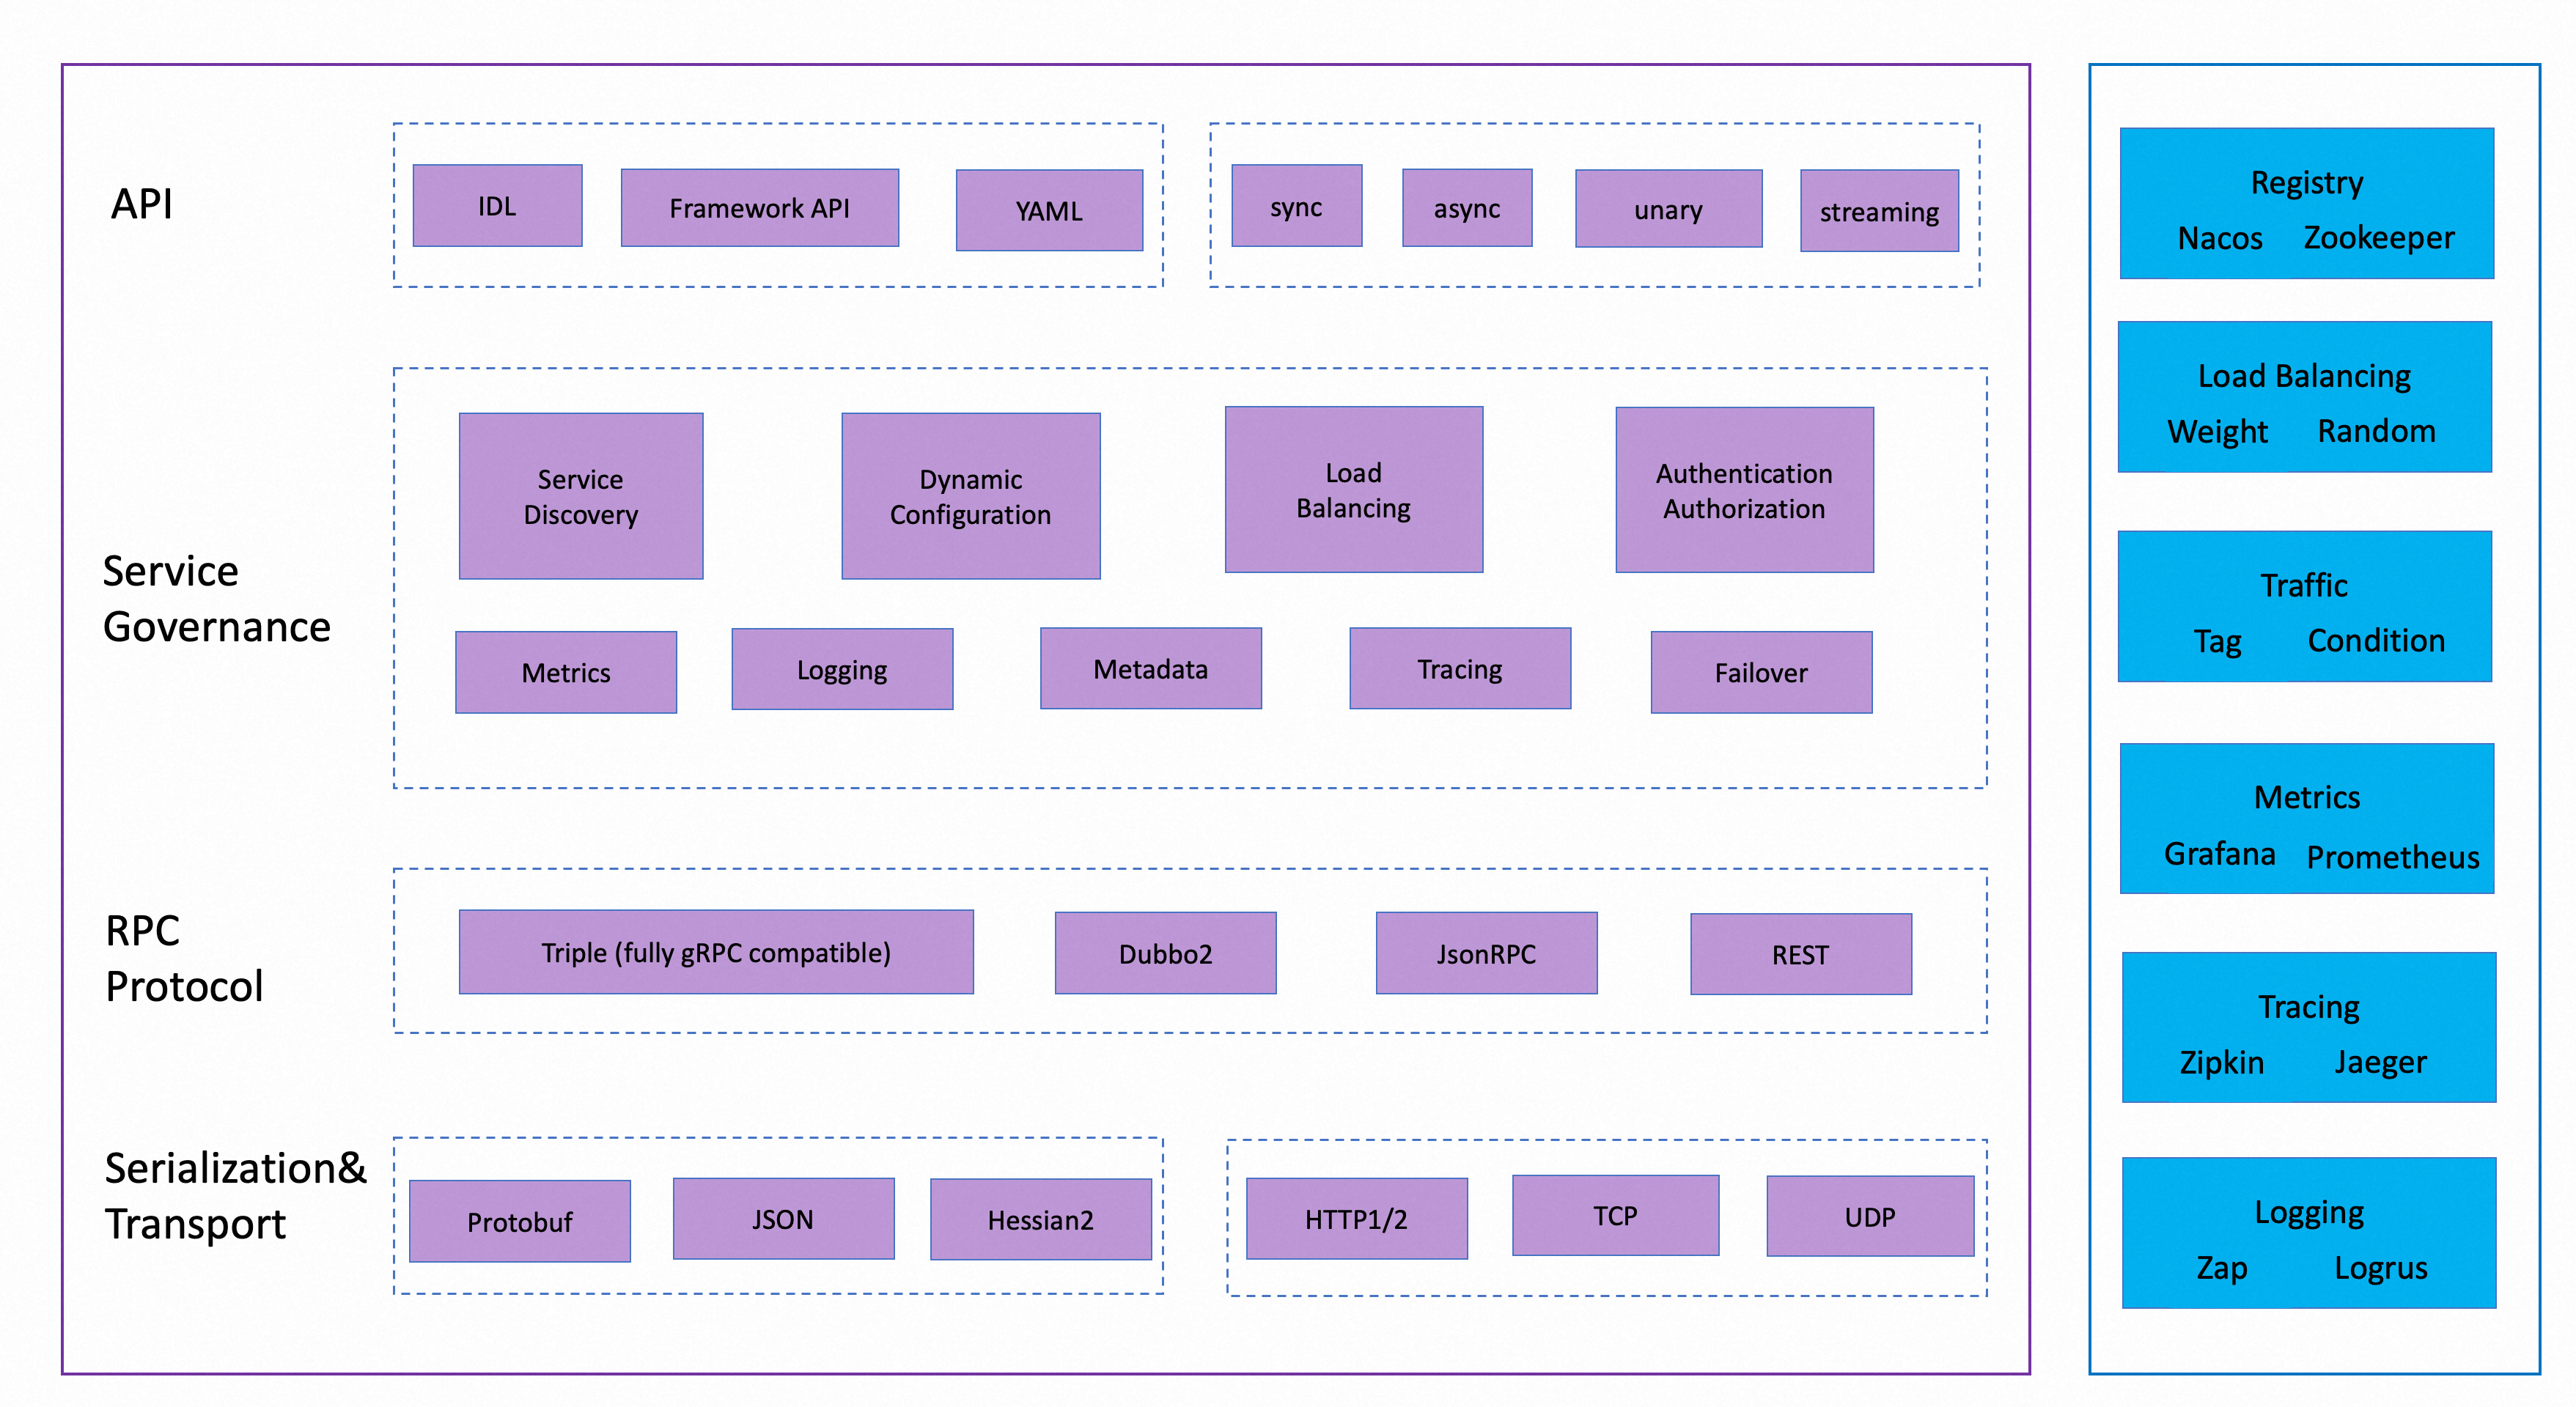 API
IDL
Framework API
YAML
sync
async
unary
streaming
Service
Governance
Service
Discovery
Dynamic
Configuration
Load
Balancing
Authentication
Authorization
Metrics
Logging
Metadata
Tracing
Failover
RPC
Protocol
Triple (fully gRPC compatible)
Dubbo2
JsonRPC
REST
Serialization&
Transport
Protobuf
JSON
Hessian2
HTTP1/2
TCP
UDP
Registry
Nacos Zookeeper
Load Balancing
Weight Random
Traffic
Tag Condition
Metrics
Grafana Prometheus
Tracing
Zipkin Jaeger
Logging
Zap Logrus